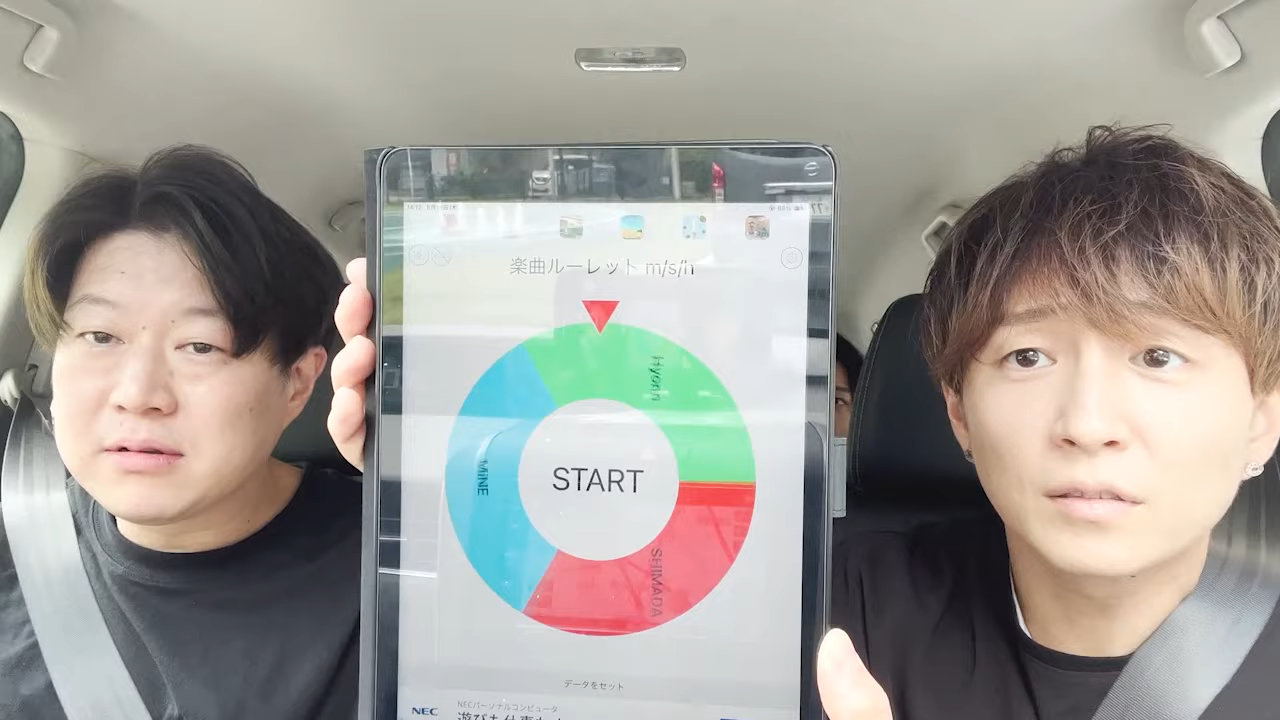 楽曲ルーレット m/s/h
Hyoshi
MiNE
START
SHIMADA
データをセット
NECパーソナルコンピュータ
NEC